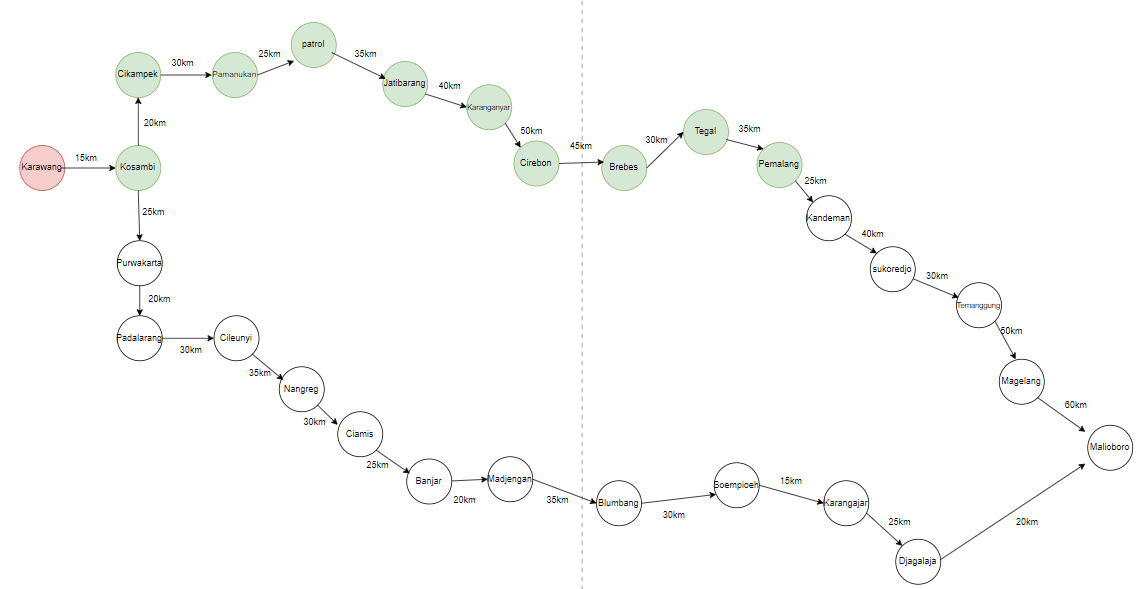 patrol
30km
25km
35km
Cikampek
Pamanukan
Jatibarang
40km
Karanganyar
20km
50km
45km
30km
Tegal
35km
15km
Karawang
Kosambi
Cirebon
Brebes
Pemalang
25km
25km
Kandeman
40km
Purwakarta
sukoredjo
30km
20km
Temanggung
60km
Padalarang
30km
Cileunyi
35km
Nangreg
Magelang
60km
30km
Ciamis
Malioboro
25km
Banjar
Madjengan
20km
35km
Blumbang
30km
Soempioeh
15km
Karangajar
25km
20km
Djagalaja